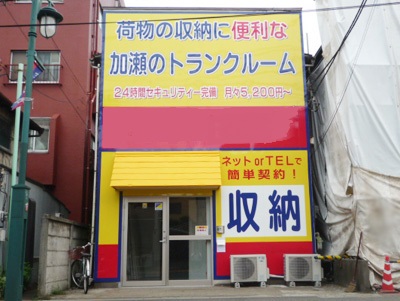 荷物の収納に便利な
加瀬のトランクルーム
24時間セキュリティー完備 月々5,200円~
ネットorTELで
簡単契約!
収納